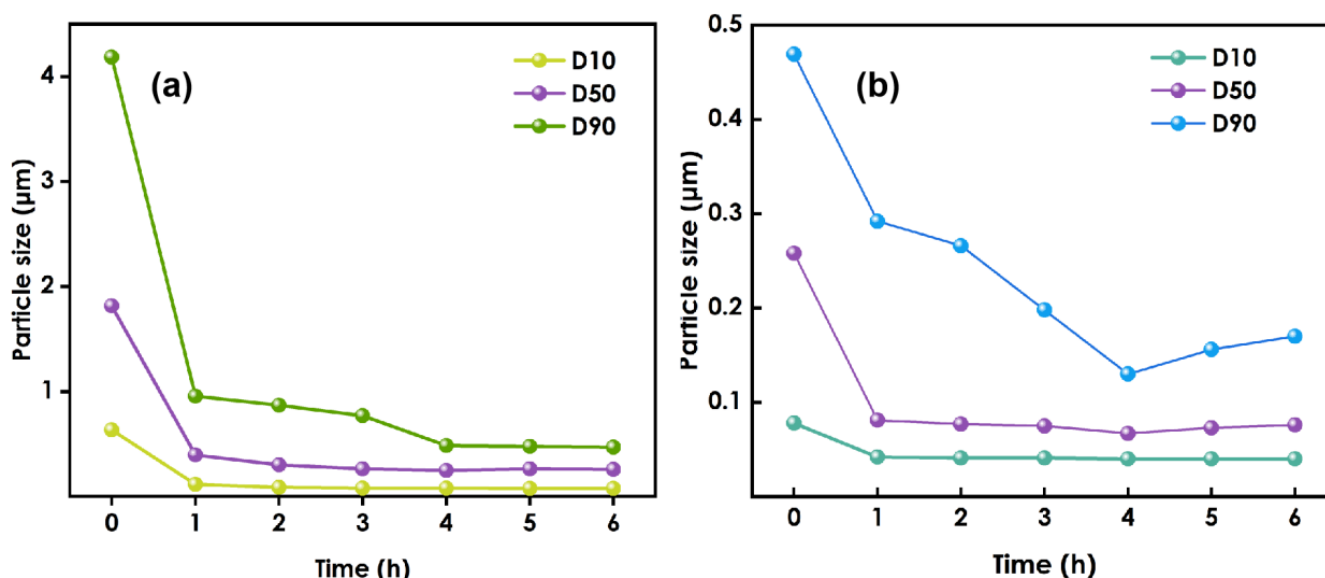 (a)
D10
D50
D90
Particle size (µm)
4
3
2
1
0 1 2 3 4 5 6
Time (h)
(b)
D10
D50
D90
Particle size (µm)
0.5
0.4
0.3
0.2
0.1
0 1 2 3 4 5 6
Time (h)